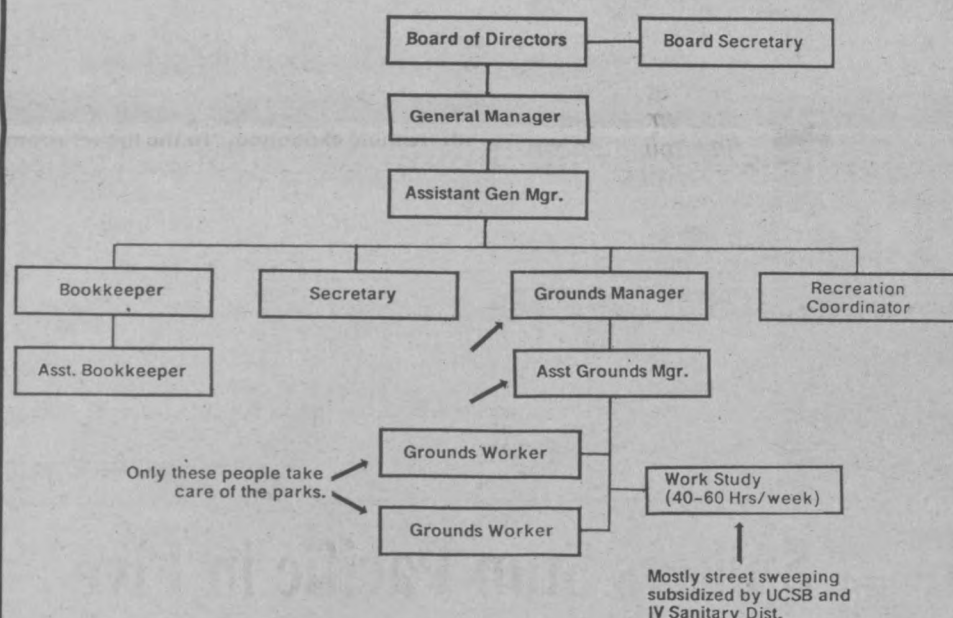 Board of Directors
Board Secretary
General Manager
Assistant Gen Mgr.
Bookkeeper
Secretary
Grounds Manager
Recreation
Coordinator
Asst. Bookkeeper
Asst Grounds Mgr.
Grounds Worker
Only these people take
care of the parks.
Work Study
(40-60 Hrs/week)
Grounds Worker
Mostly street sweeping
subsidized by UCSB and
IV Sanitary Dist.